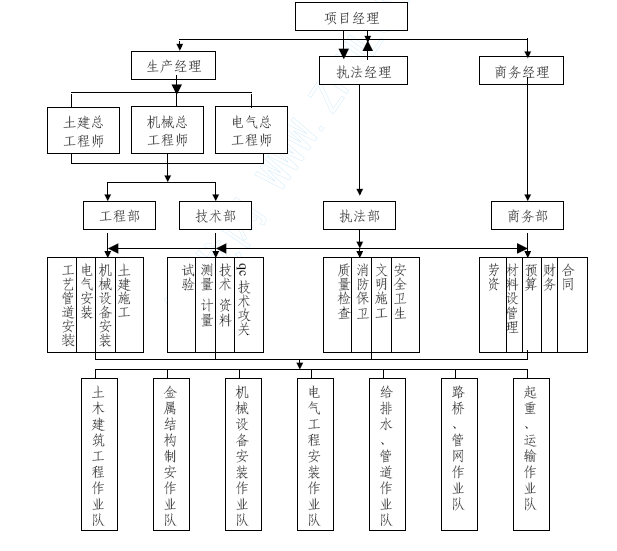 项目经理
生产经理
执法经理
商务经理
土建总
工程师
机械总
工程师
电气总
工程师
工程部
技术部
执法部
商务部
工艺管道安装
电气安装
机械设备安装
土建施工
试验
测量 计量
技术 资料
qc 技术攻关
质量检查
消防保卫
文明施工
安全卫生
劳资
材料设管理
预算
财务
合同
土木建筑工程作业队
金属结构制安作业队
机械设备安装作业队
电气工程安装作业队
给排水、管道作业队
路桥、管网作业队
起重、运输作业队